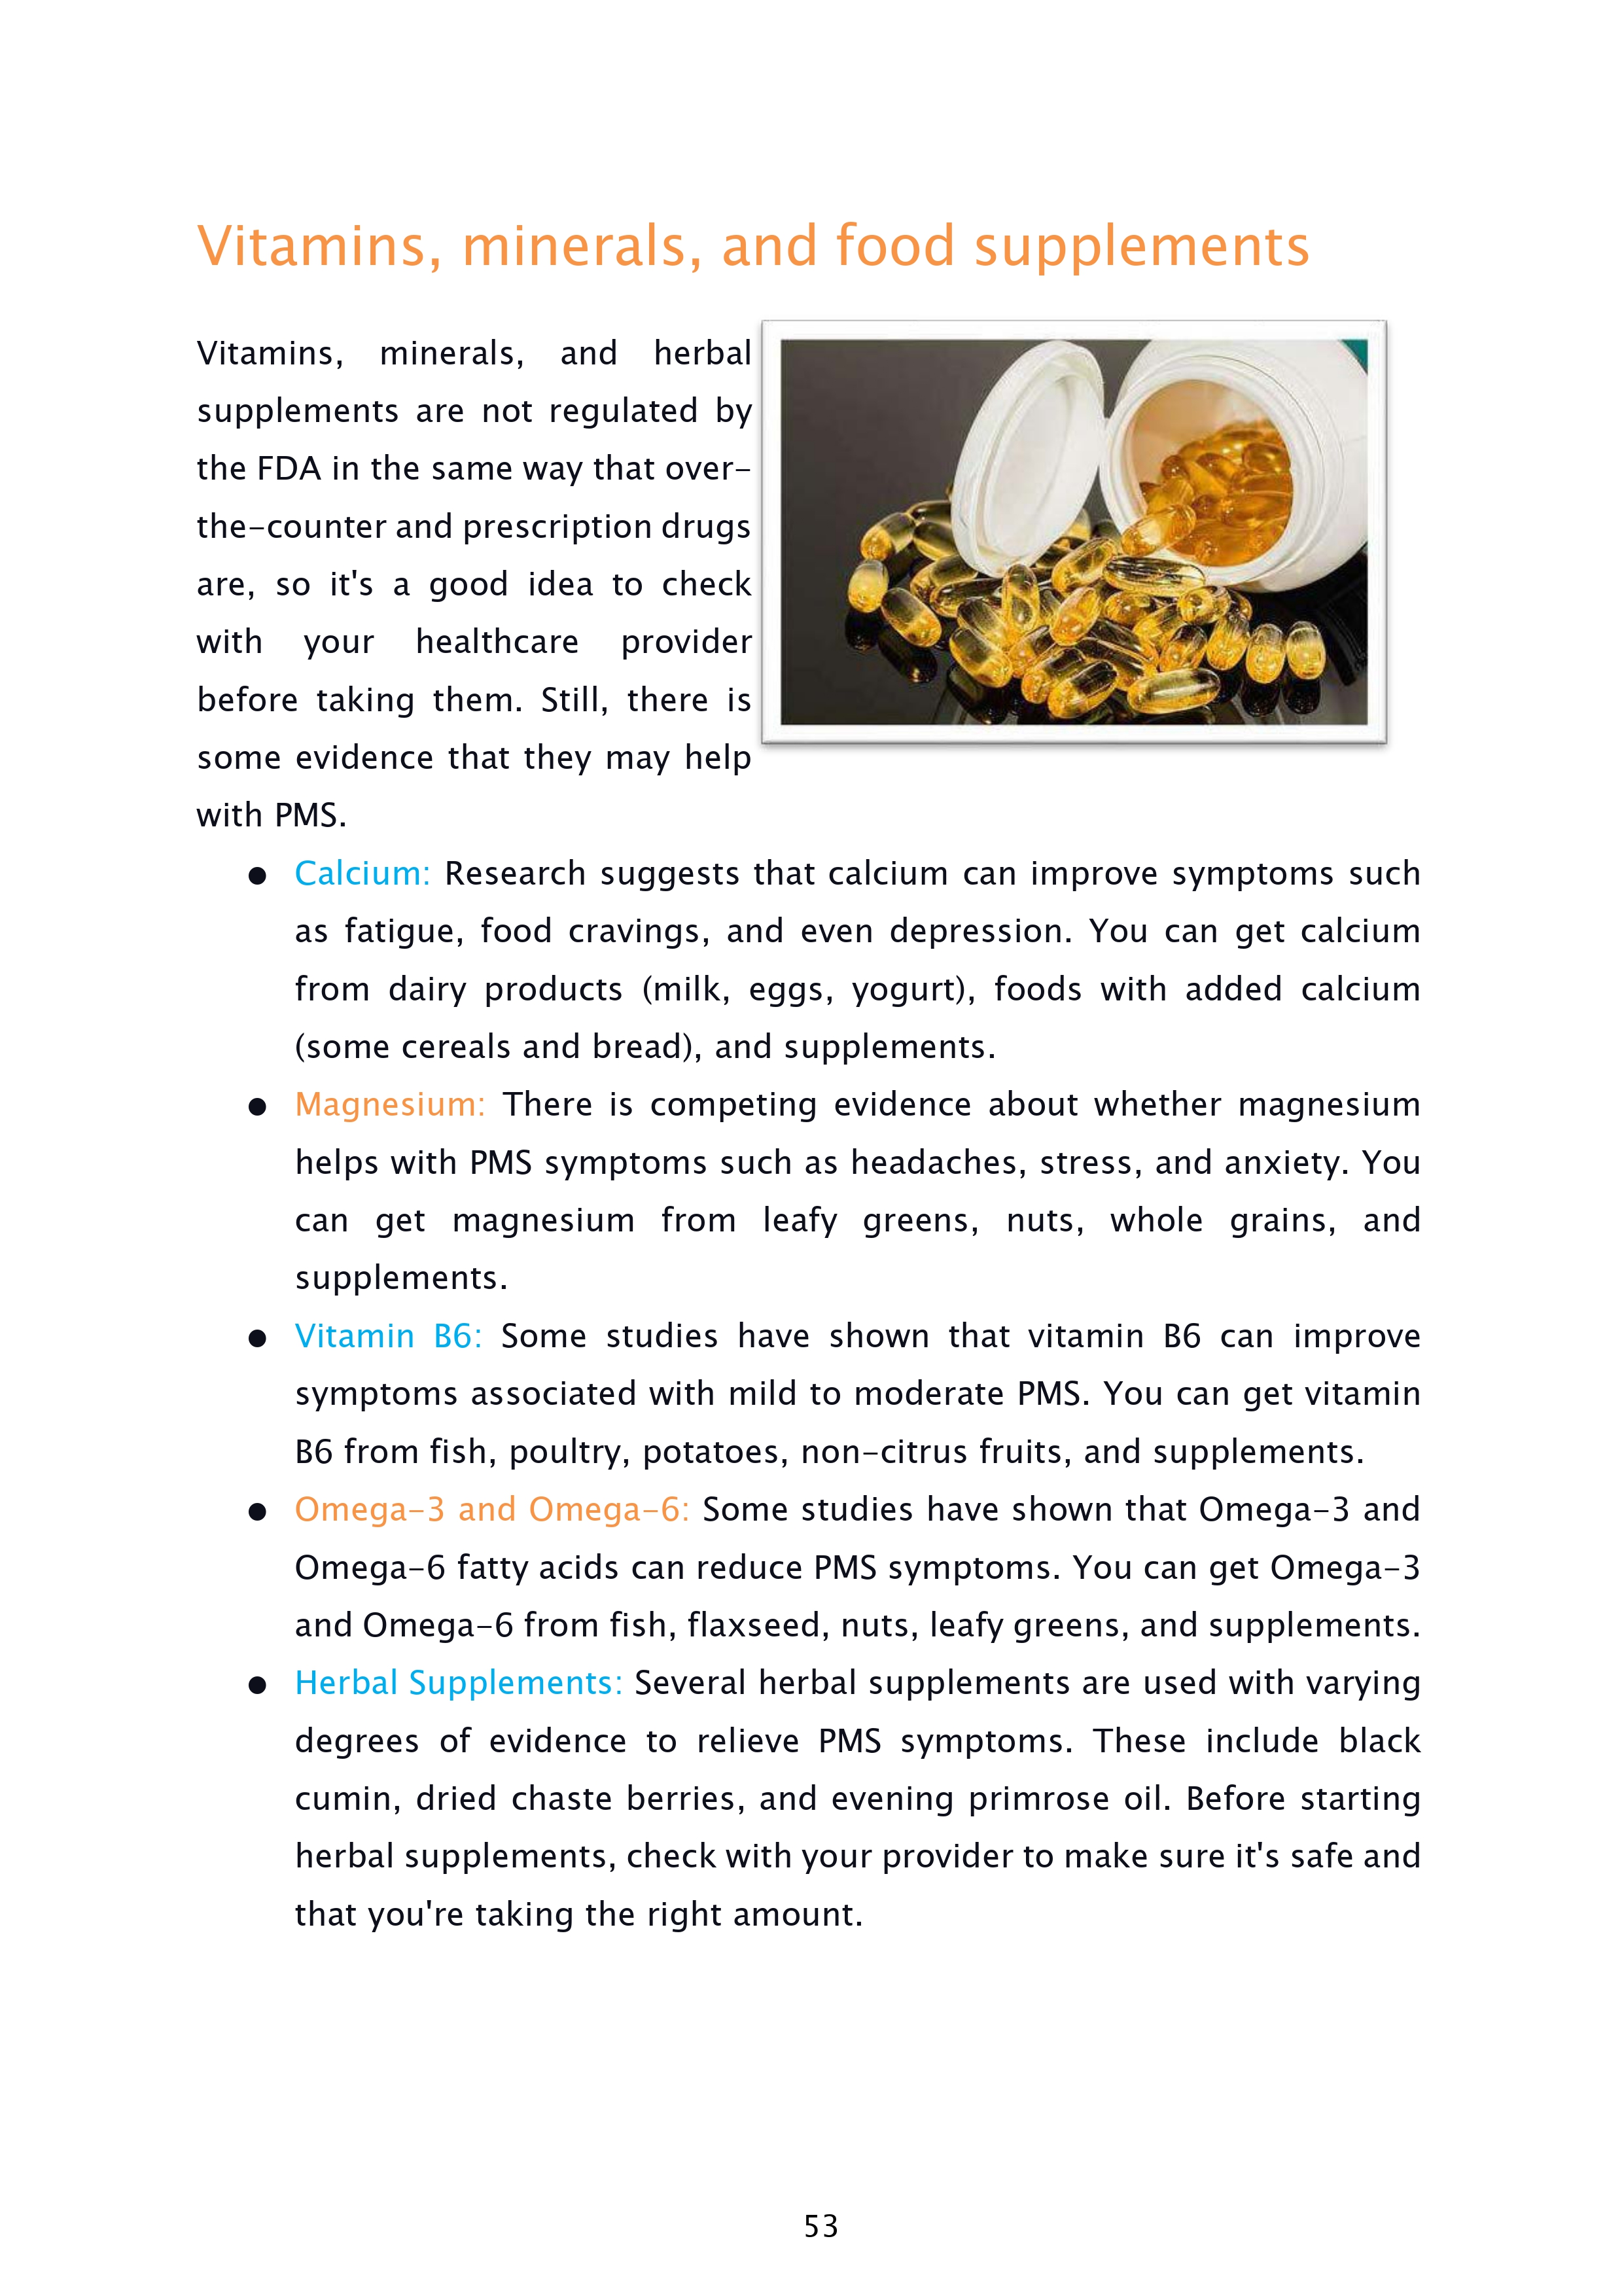 Vitamins, minerals, and food supplements
Vitamins, minerals, and herbal
supplements are not regulated by
the FDA in the same way that over-
the-counter and prescription drugs
are, so it's a good idea to check
with your healthcare provider
before taking them. Still, there is
some evidence that they may help
with PMS.
● Calcium: Research suggests that calcium can improve symptoms such
as fatigue, food cravings, and even depression. You can get calcium
from dairy products (milk, eggs, yogurt), foods with added calcium
(some cereals and bread), and supplements.
● Magnesium: There is competing evidence about whether magnesium
helps with PMS symptoms such as headaches, stress, and anxiety. You
can get magnesium from leafy greens, nuts, whole grains, and
supplements.
● Vitamin B6: Some studies have shown that vitamin B6 can improve
symptoms associated with mild to moderate PMS. You can get vitamin
B6 from fish, poultry, potatoes, non-citrus fruits, and supplements.
● Omega-3 and Omega-6: Some studies have shown that Omega-3 and
Omega-6 fatty acids can reduce PMS symptoms. You can get Omega-3
and Omega-6 from fish, flaxseed, nuts, leafy greens, and supplements.
● Herbal Supplements: Several herbal supplements are used with varying
degrees of evidence to relieve PMS symptoms. These include black
cumin, dried chaste berries, and evening primrose oil. Before starting
herbal supplements, check with your provider to make sure it's safe and
that you're taking the right amount.
53